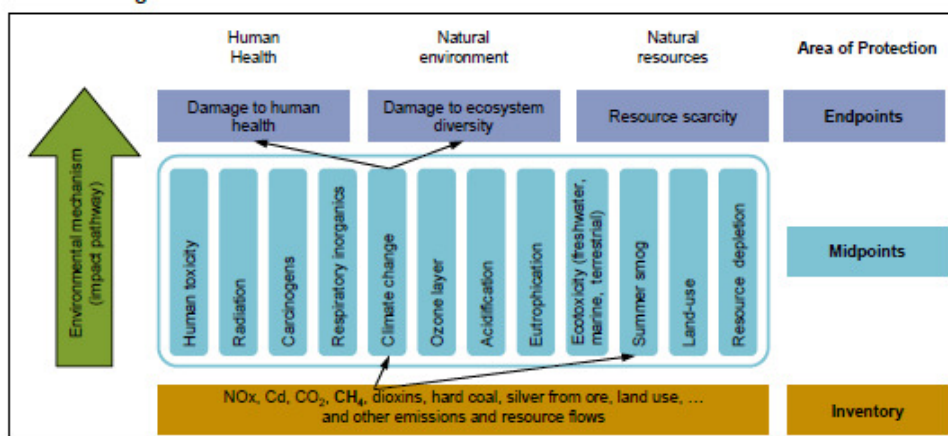 Human
Health
Natural
environment
Natural
resources
Area of Protection
Damage to human
health
Damage to ecosystem
diversity
Resource scarcity
Endpoints
Environmental mechanism
(impact pathway)
Human toxicity
Radiation
Carcinogens
Respiratory inorganics
Climate change
Ozone layer
Acidification
Eutrophication
Ecotoxicity (freshwater,
marine, terrestrial)
Summer smog
Land-use
Resource depletion
Midpoints
NOx, Cd, CO₂, CH₄, dioxins, hard coal, silver from ore, land use, …
and other emissions and resource flows
Inventory